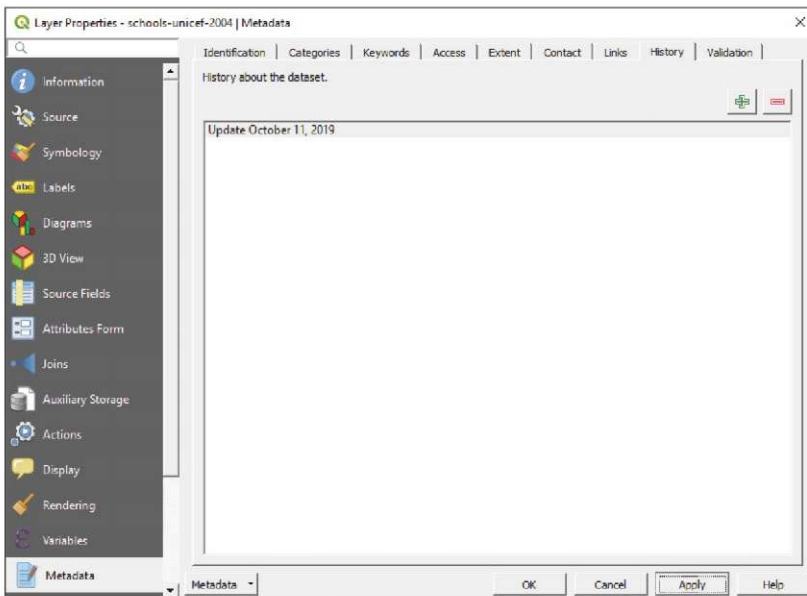 Layer Properties - schools-unicef-2004 | Metadata
Identification
Categories
Keywords
Access
Extent
Contact
Links
History
Validation
Information
Source
Symbology
abc Labels
Diagrams
3D View
Source Fields
Attributes Form
Joins
Auxiliary Storage
Actions
Display
Rendering
Variables
Metadata
History about the dataset.
Update October 11, 2019
Metadata
OK
Cancel
Apply
Help